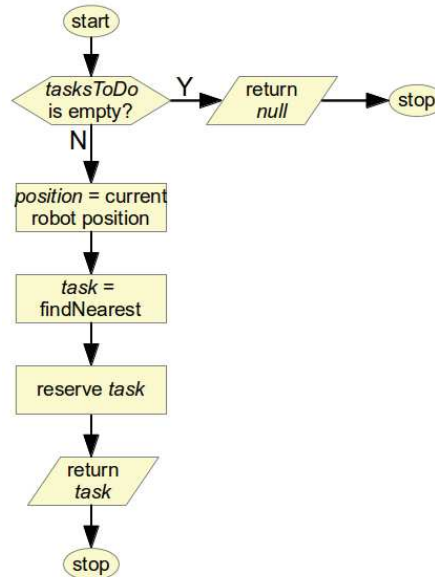 start
tasksToDo
is empty?
Y
return
null
stop
N
position = current
robot position
task =
findNearest
reserve task
return
task
stop